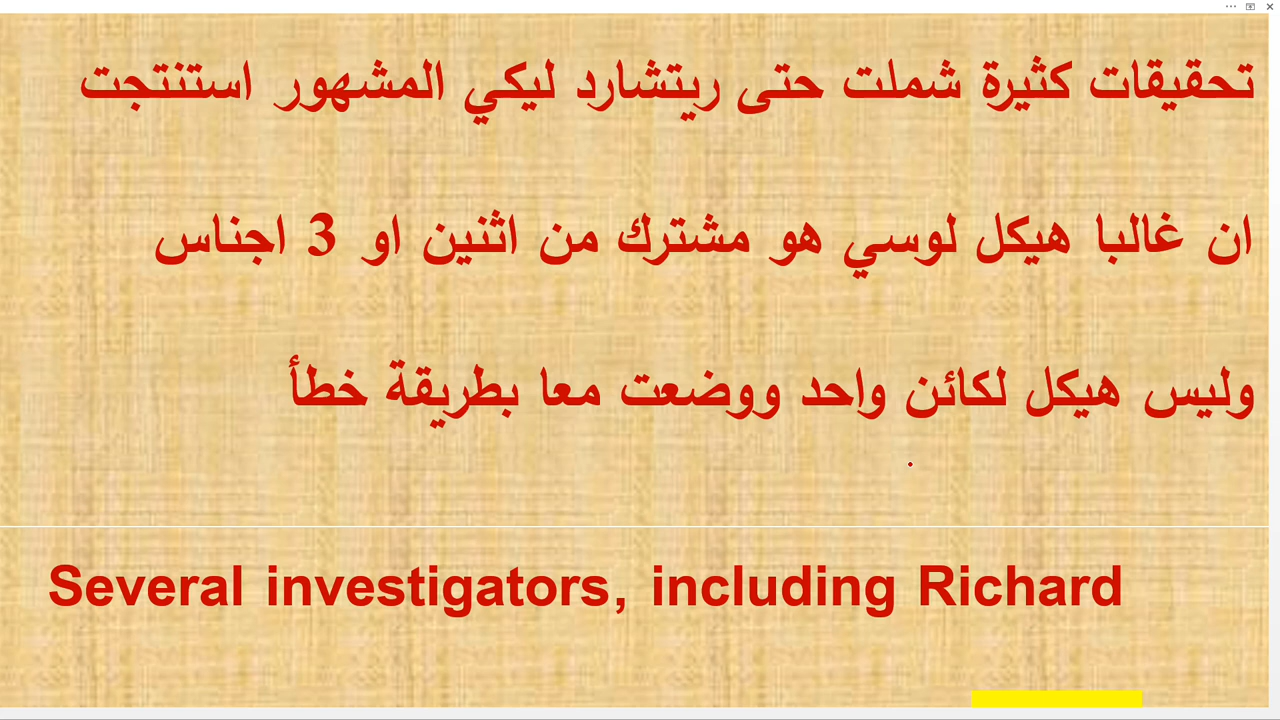 تحقيقات كثيرة شملت حتى ريتشارد ليكي المشهور استنتجت
ان غالبا هيكل لوسي هو مشترك من اثنين او 3 اجناس
وليس هيكل لكائن واحد ووضعت معا بطريقة خطأ
Several investigators, including Richard